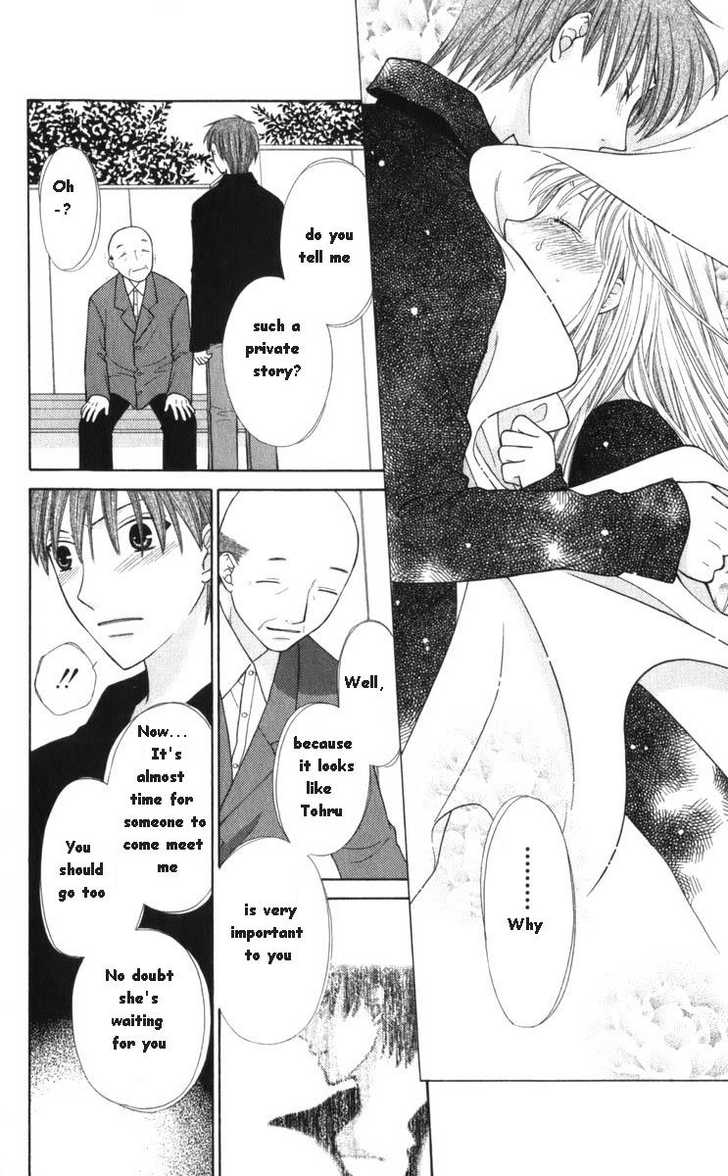 .........
Why
do you
tell me
such a
private
story?
Oh
-?
Well,
because
it looks
like
Tohru
is very
important
to you
!!
Now...
It's
almost
time for
someone to
come meet
me
You
should
go too
No doubt
she's
waiting
for you